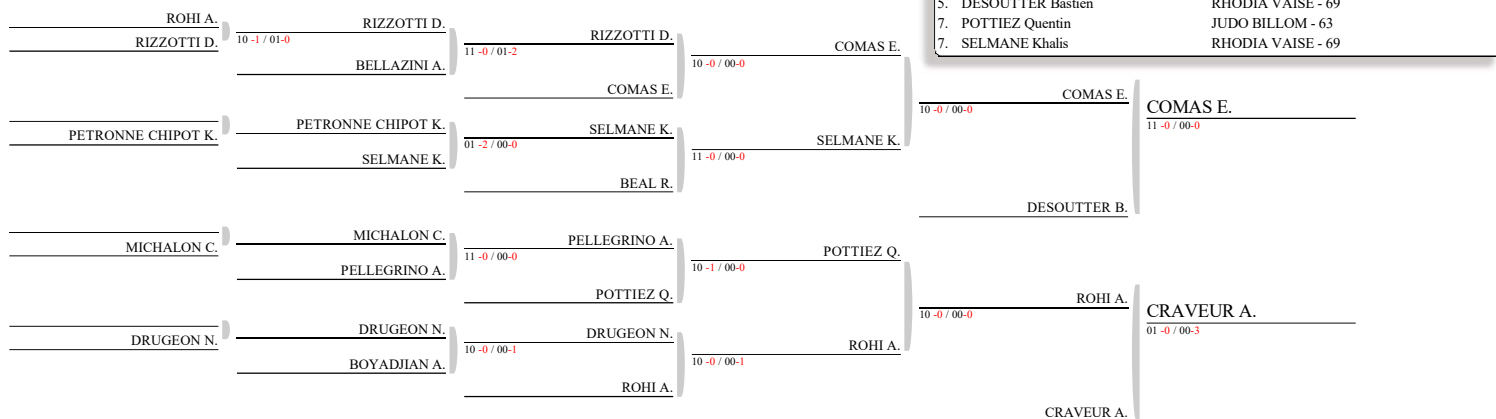 5. DESOUTTER Bastien RHODIA VAISE - 69
7. POTTIEZ Quentin JUDO BILLOM - 63
7. SELMANE Khalis RHODIA VAISE - 69
ROHI A.
RIZZOTTI D.
PETRONNE CHIPOT K.
MICHALON C.
DRUGEON N.
RIZZOTTI D.
10 -1 / 01-0
BELLAZINI A.
PETRONNE CHIPOT K.
SELMANE K.
MICHALON C.
PELLEGRINO A.
DRUGEON N.
BOYADJIAN A.
RIZZOTTI D.
11 -0 / 01-2
COMAS E.
SELMANE K.
01 -2 / 00-0
BEAL R.
PELLEGRINO A.
11 -0 / 00-0
POTTIEZ Q.
DRUGEON N.
10 -0 / 00-1
ROHI A.
COMAS E.
10 -0 / 00-0
SELMANE K.
11 -0 / 00-0
POTTIEZ Q.
10 -1 / 00-0
ROHI A.
10 -0 / 00-1
COMAS E.
10 -0 / 00-0
DESOUTTER B.
ROHI A.
10 -0 / 00-0
CRAVEUR A.
COMAS E.
11 -0 / 00-0
CRAVEUR A.
01 -0 / 00-3